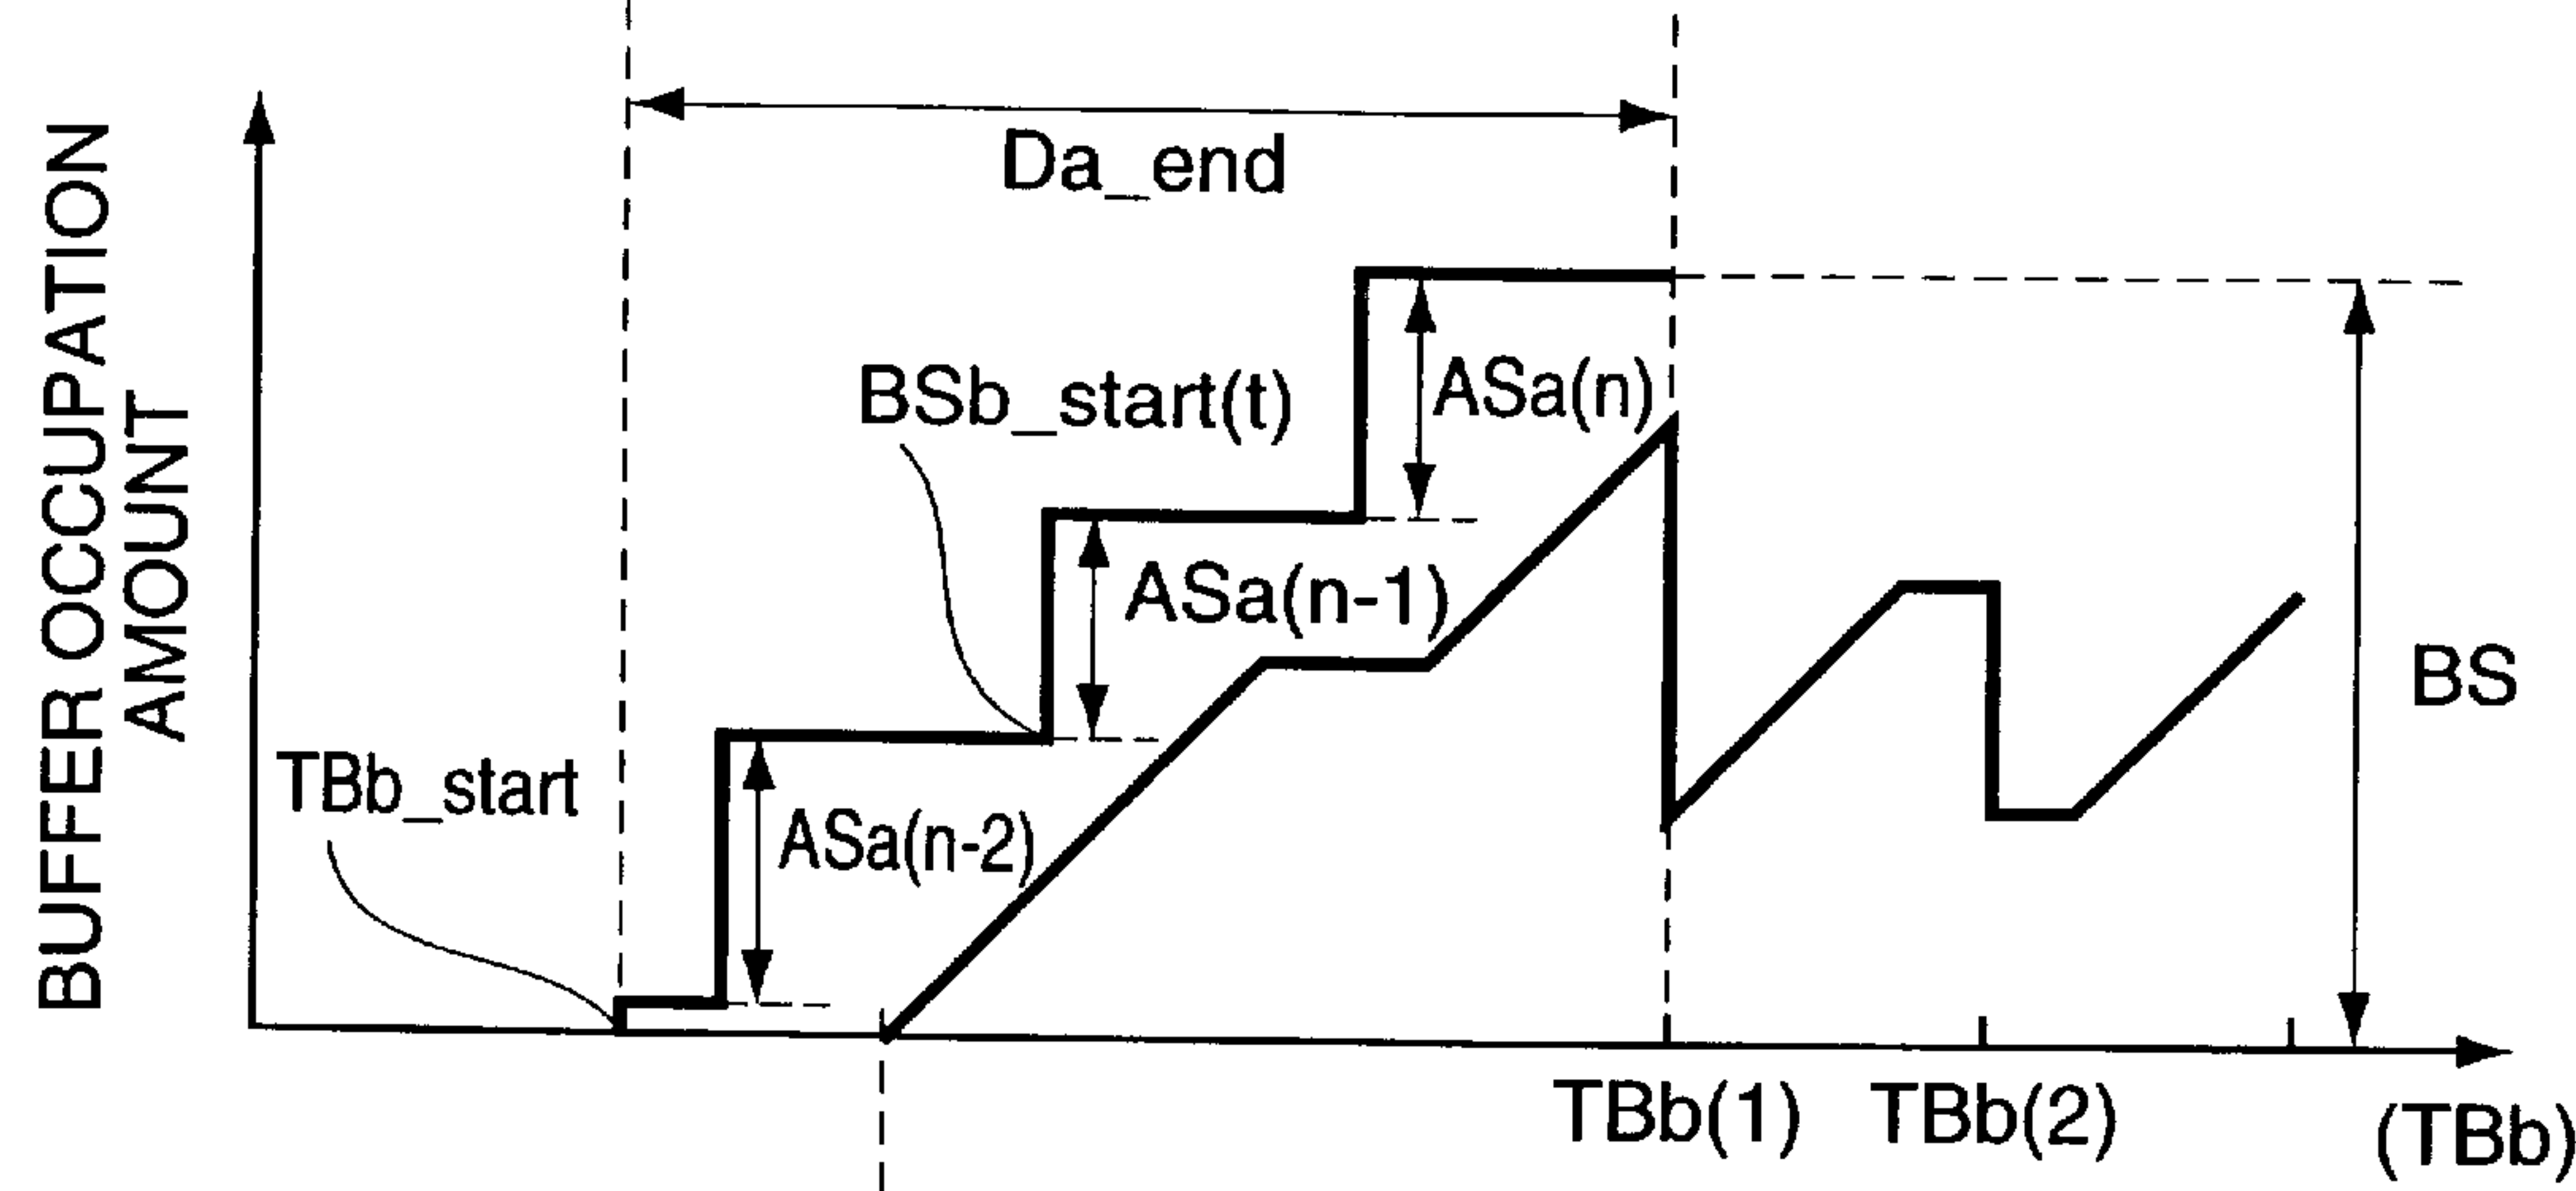 BUFFER OCCUPATION
AMOUNT
Da_end
BSb_start(t)
ASa(n)
ASa(n-1)
BS
TBb_start
ASa(n-2)
TBb(1)
TBb(2)
(TBb)